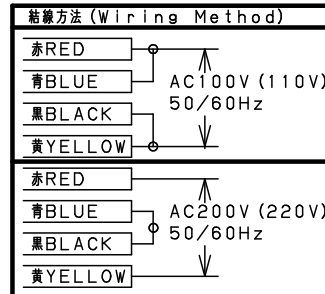 結線方法(Wiring Method)
赤RED
青BLUE
黒BLACK
黄YELLOW
AC100V(110V)
50/60Hz
赤RED
青BLUE
黒BLACK
黄YELLOW
AC200V(220V)
50/60Hz